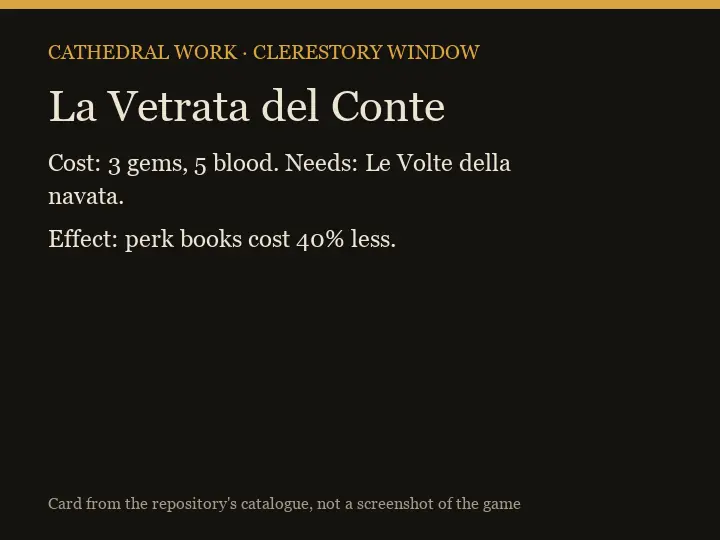 CATHEDRAL WORK · CLERESTORY WINDOW
La Vetrata del Conte
Cost: 3 gems, 5 blood. Needs: Le Volte della
navata.
Effect: perk books cost 40% less.
Card from the repository's catalogue, not a screenshot of the game